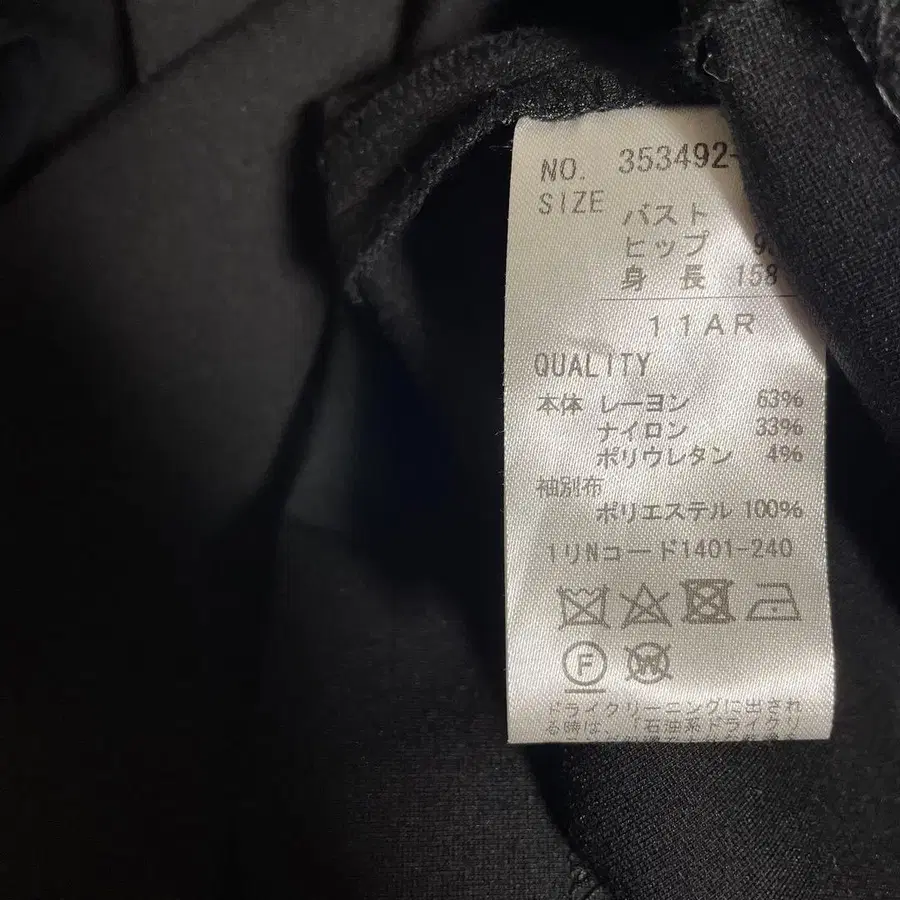 NO. 353492-
SIZE
バスト
ヒップ 9
身 長 158
11AR
QUALITY
本体 レーヨン 63%
ナイロン 33%
ポリウレタン 4%
袖別布
ポリエステル 100%
1リNコード1401-240
F
W
ドライクリーニングに出され
る時は、「石油系ドライクリ